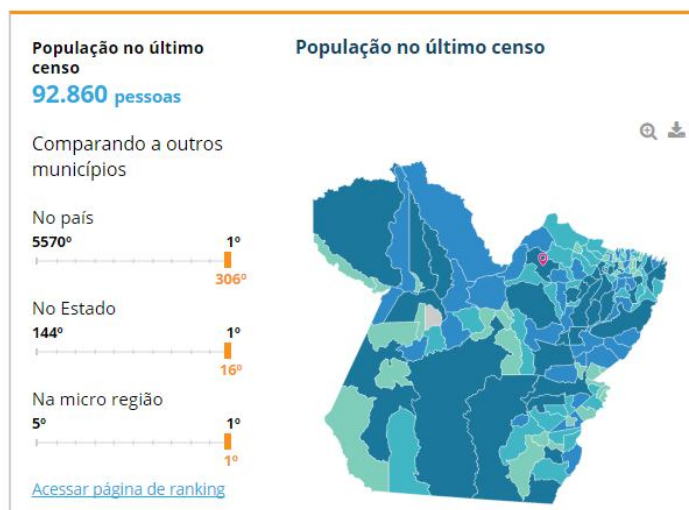 População no último
censo
92.860 pessoas
Comparando a outros
municípios
No país
5570º 1º
306º
No Estado
144º 1º
16º
Na micro região
5º 1º
1º
Acessar página de ranking
População no último censo